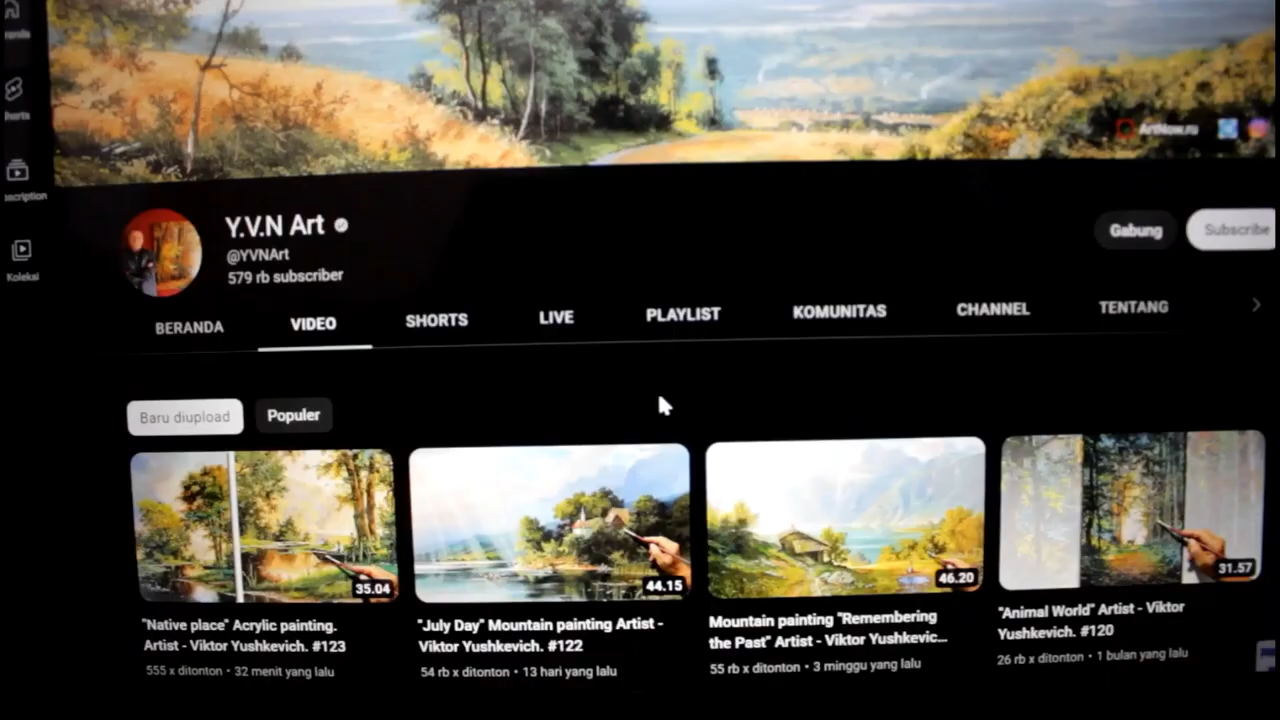 ArtNow.ru
Shorts
Y.V.N Art
@YVNArt
579 rb subscriber
Gabung
Subscribe
Koleksi
BERANDA
VIDEO
SHORTS
LIVE
PLAYLIST
KOMUNITAS
CHANNEL
TENTANG
Baru diupload
Populer
35.04
44.15
46.20
31.57
"Native place" Acrylic painting.
Artist - Viktor Yushkevich. #123
555 x ditonton • 32 menit yang lalu
"July Day" Mountain painting Artist -
Viktor Yushkevich. #122
54 rb x ditonton • 13 hari yang lalu
Mountain painting "Remembering
the Past" Artist - Viktor Yushkevic...
55 rb x ditonton • 3 minggu yang lalu
"Animal World" Artist - Viktor
Yushkevich. #120
26 rb x ditonton • 1 bulan yang lalu